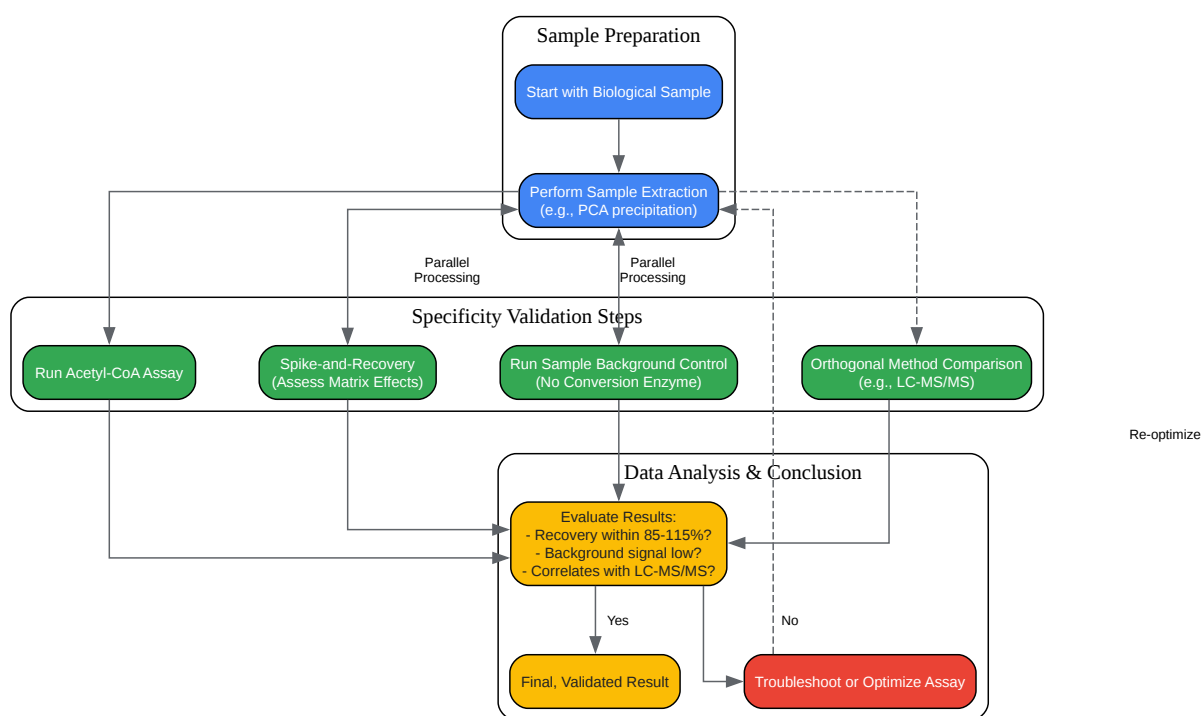 Sample Preparation
Start with Biological Sample
Perform Sample Extraction
(e.g., PCA precipitation)
Parallel
Processing
Parallel
Processing
Specificity Validation Steps
Run Acetyl-CoA Assay
Spike-and-Recovery
(Assess Matrix Effects)
Run Sample Background Control
(No Conversion Enzyme)
Orthogonal Method Comparison
(e.g., LC-MS/MS)
Re-optimize
Data Analysis & Conclusion
Evaluate Results:
- Recovery within 85-115%?
- Background signal low?
- Correlates with LC-MS/MS?
Yes
No
Final, Validated Result
Troubleshoot or Optimize Assay